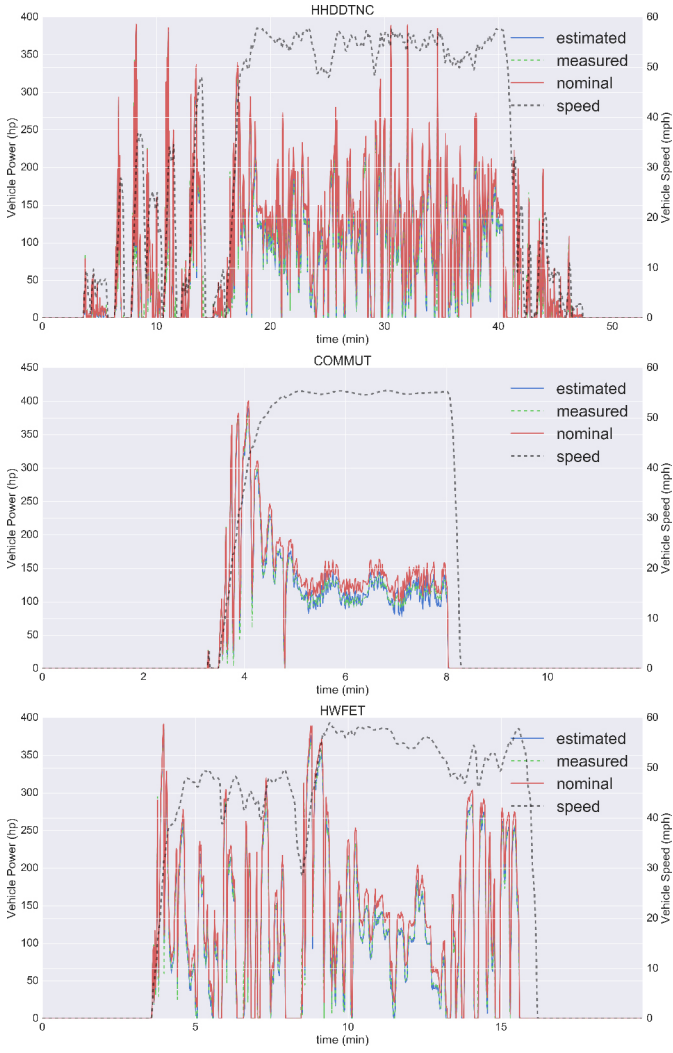 HHDDTNC
400
350
300
250
200
150
100
50
0
Vehicle Power (hp)
60
50
40
30
20
10
0
Vehicle Speed (mph)
estimated
measured
nominal
speed
0 10 20 30 40 50
time (min)
COMMUT
450
400
350
300
250
200
150
100
50
0
Vehicle Power (hp)
60
50
40
30
20
10
0
Vehicle Speed (mph)
estimated
measured
nominal
speed
0 2 4 6 8 10
time (min)
HWFET
400
350
300
250
200
150
100
50
0
Vehicle Power (hp)
60
50
40
30
20
10
0
Vehicle Speed (mph)
estimated
measured
nominal
speed
0 5 10 15
time (min)